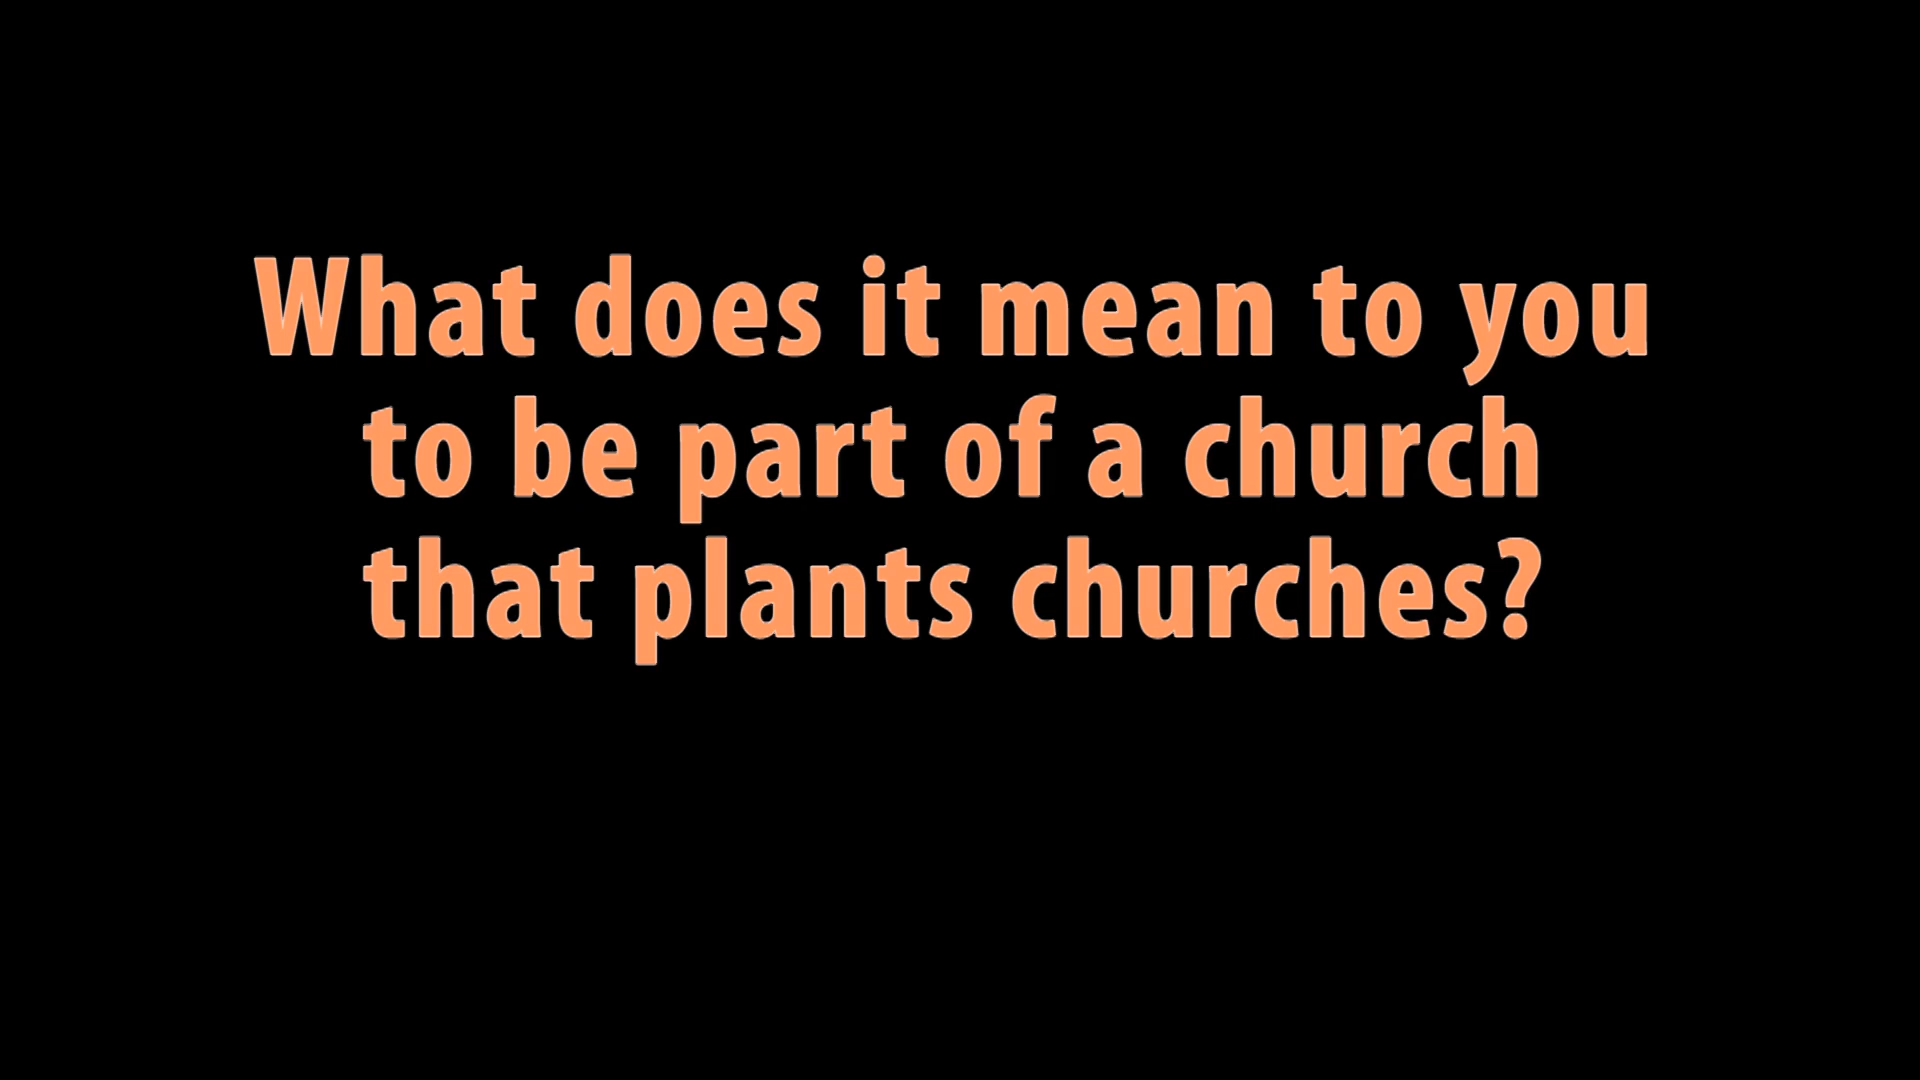 What does it mean to you
to be part of a church
that plants churches?